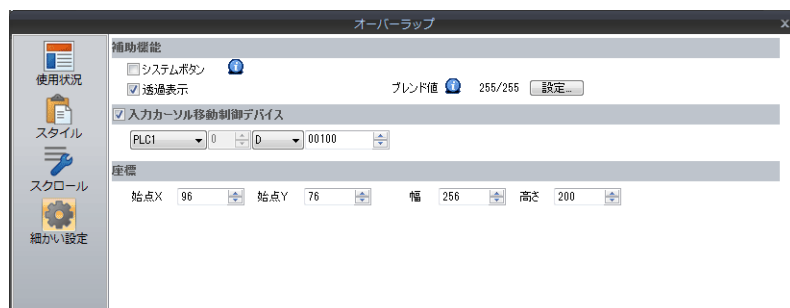 オーバーラップ
使用状況
スタイル
スクロール
細かい設定
補助機能
システムボタン
透過表示
ブレンド値 255/255 設定...
入力カーソル移動制御デバイス
PLC1 0 D 00100
座標
始点X 96 始点Y 76 幅 256 高さ 200